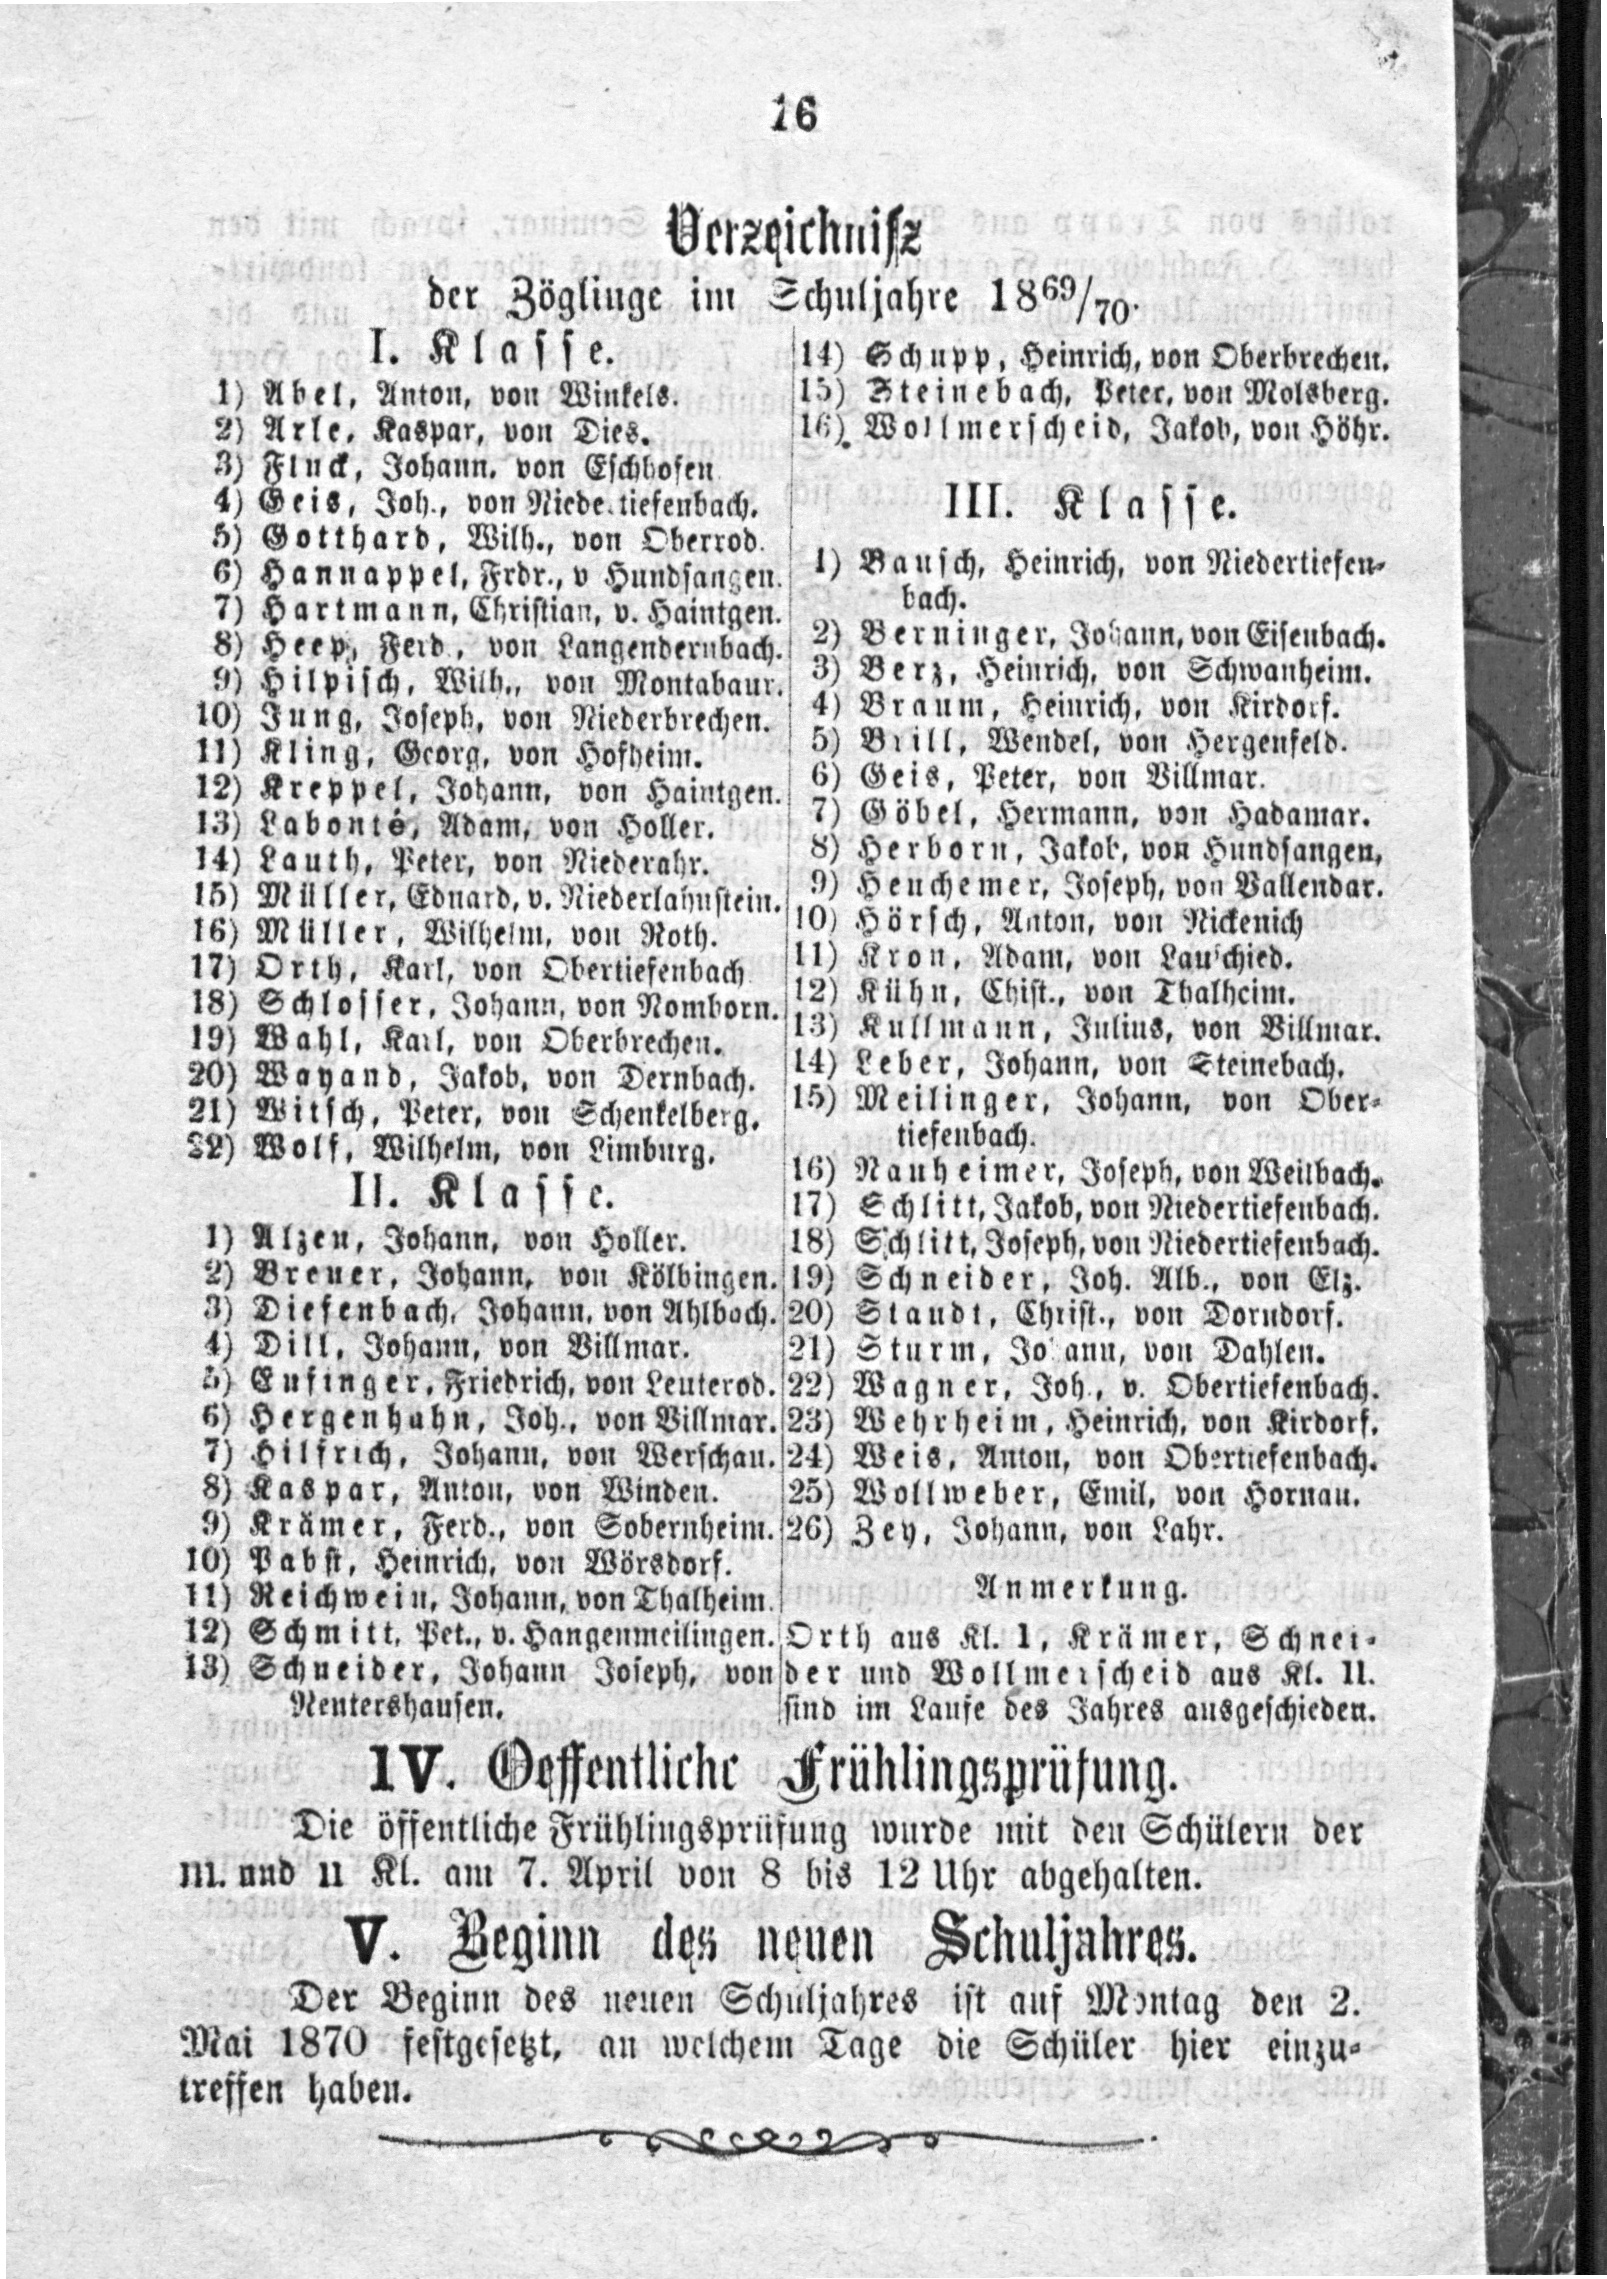 16
Verzeichniß
der Zöglinge im Schuljahre 18⁶⁹/₇₀.
I. Klasse.
1) Abel, Anton, von Winkels.
2) Arle, Kaspar, von Dies.
3) Fluck, Johann, von Eschhofen
4) Geis, Joh., von Niedertiefenbach.
5) Gotthard, Wilh., von Oberrod.
6) Hannappel, Frdr., v Hundsangen.
7) Hartmann, Christian, v. Haintgen.
8) Heep, Ferd., von Langendernbach.
9) Hilpisch, Wilh., von Montabaur.
10) Jung, Joseph, von Niederbrechen.
11) Kling, Georg, von Hofheim.
12) Kreppel, Johann, von Haintgen.
13) Labonté, Adam, von Holler.
14) Lauth, Peter, von Niederahr.
15) Müller, Eduard, v. Niederlahnstein.
16) Müller, Wilhelm, von Roth.
17) Orth, Karl, von Obertiefenbach
18) Schlosser, Johann, von Nomborn.
19) Wahl, Karl, von Oberbrechen.
20) Wayand, Jakob, von Dernbach.
21) Witsch, Peter, von Schenkelberg.
22) Wolf, Wilhelm, von Limburg.
II. Klasse.
1) Alzen, Johann, von Holler.
2) Breuer, Johann, von Kölbingen.
3) Diefenbach, Johann, von Ahlbach.
4) Dill, Johann, von Villmar.
5) Eufinger, Friedrich, von Leuterod.
6) Hergenhahn, Joh., von Villmar.
7) Hilfrich, Johann, von Werschau.
8) Kaspar, Anton, von Winden.
9) Krämer, Ferd., von Sobernheim.
10) Pabst, Heinrich, von Wörsdorf.
11) Reichwein, Johann, von Thalheim.
12) Schmitt, Pet., v. Hangenmeilingen.
13) Schneider, Johann Joseph, von
Nentershausen.
14) Schupp, Heinrich, von Oberbrechen.
15) Steinebach, Peter, von Molsberg.
16) Wollmerscheid, Jakob, von Höhr.
III. Klasse.
1) Bausch, Heinrich, von Niedertiefen-
bach.
2) Berninger, Johann, von Eisenbach.
3) Berz, Heinrich, von Schwanheim.
4) Braum, Heinrich, von Kirdorf.
5) Brill, Wendel, von Hergenfeld.
6) Geis, Peter, von Villmar.
7) Göbel, Hermann, von Hadamar.
8) Herborn, Jakob, von Hundsangen,
9) Heuchemer, Joseph, von Vallendar.
10) Hörsch, Anton, von Nickenich
11) Kron, Adam, von Lauschied.
12) Kühn, Chist., von Thalheim.
13) Kullmann, Julius, von Villmar.
14) Leber, Johann, von Steinebach.
15) Meilinger, Johann, von Ober-
tiefenbach.
16) Nauheimer, Joseph, von Weilbach.
17) Schlitt, Jakob, von Niedertiefenbach.
18) Schlitt, Joseph, von Niedertiefenbach.
19) Schneider, Joh. Alb., von Elz.
20) Staudt, Christ., von Dorndorf.
21) Sturm, Johann, von Dahlen.
22) Wagner, Joh., v. Obertiefenbach.
23) Wehrheim, Heinrich, von Kirdorf.
24) Weis, Anton, von Obertiefenbach.
25) Wollweber, Emil, von Hornau.
26) Zey, Johann, von Lahr.
Anmerkung.
Orth aus Kl. I, Krämer, Schnei-
der und Wollmerscheid aus Kl. II.
sind im Laufe des Jahres ausgeschieden.
IV. Oeffentliche Frühlingsprüfung.
Die öffentliche Frühlingsprüfung wurde mit den Schülern der
III. und II Kl. am 7. April von 8 bis 12 Uhr abgehalten.
V. Beginn des neuen Schuljahres.
Der Beginn des neuen Schuljahres ist auf Montag den 2.
Mai 1870 festgesetzt, an welchem Tage die Schüler hier einzu-
treffen haben.